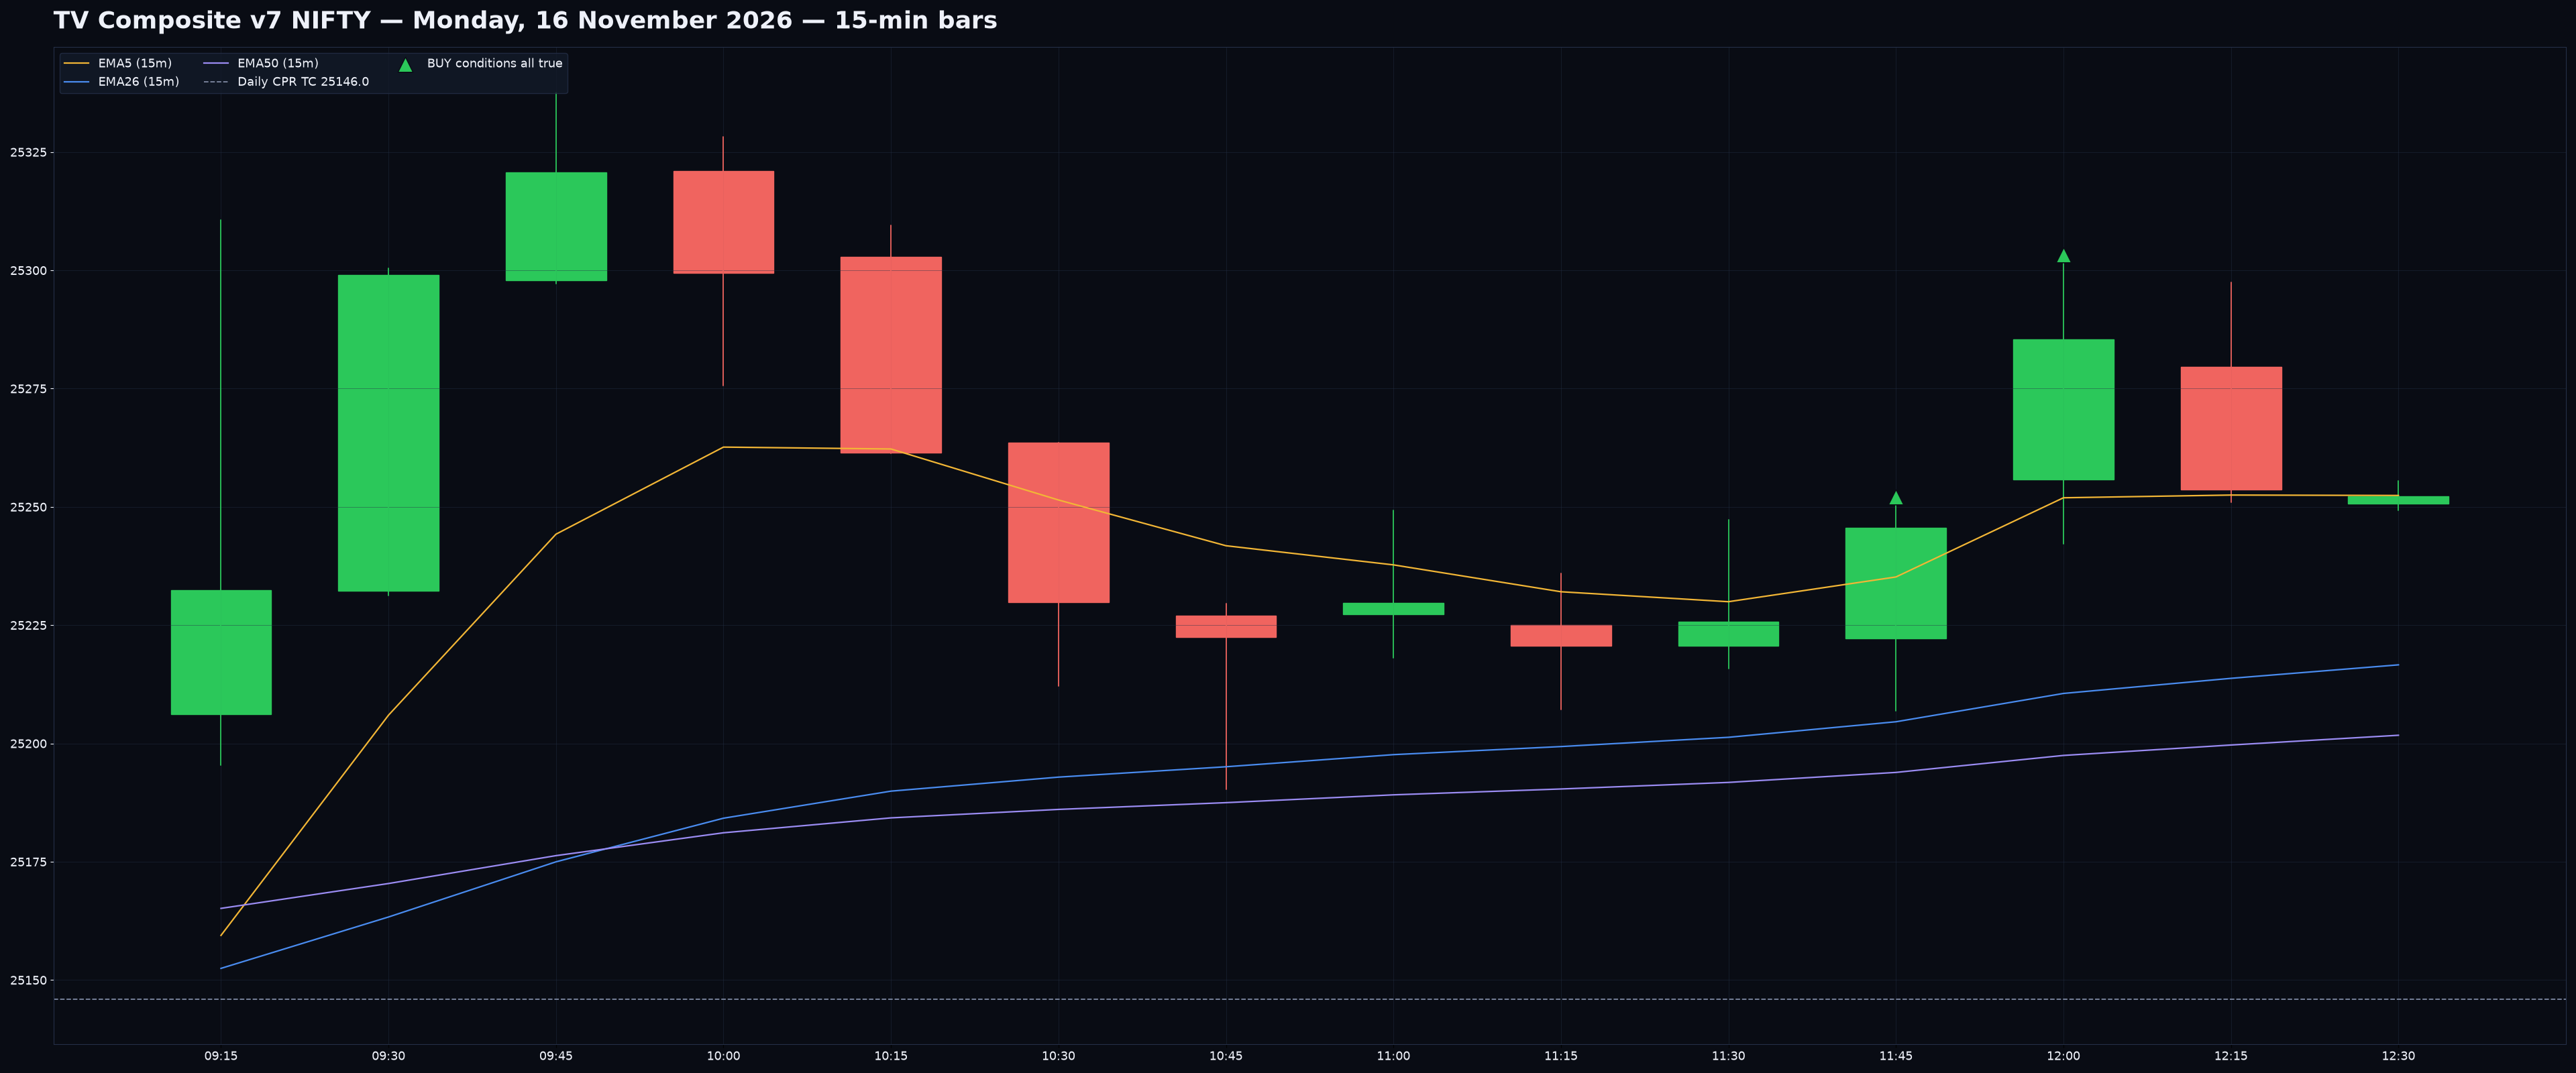 TV Composite v7 NIFTY — Monday, 16 November 2026 — 15-min bars
EMA5 (15m) EMA50 (15m) BUY conditions all true
EMA26 (15m) Daily CPR TC 25146.0
25325
25300
25275
25250
25225
25200
25175
25150
09:15 09:30 09:45 10:00 10:15 10:30 10:45 11:00 11:15 11:30 11:45 12:00 12:15 12:30